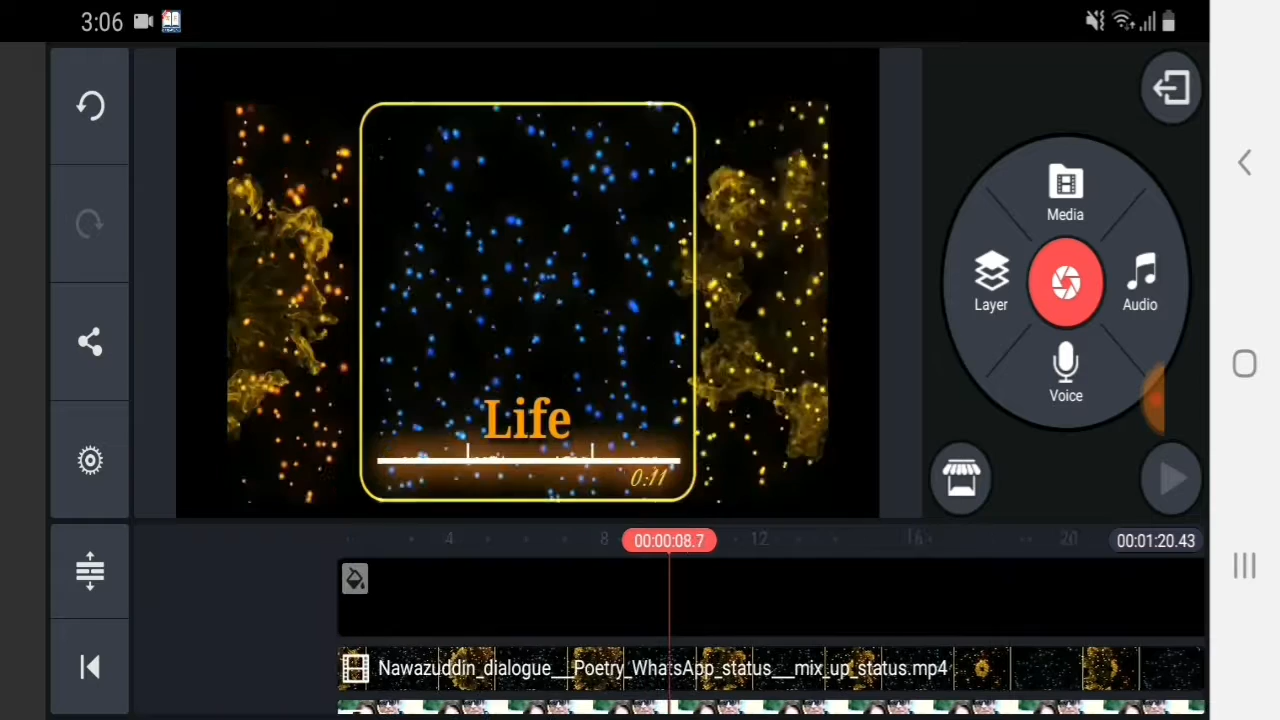 3:06
Media
Layer
Audio
Voice
Life
0:11
4
8
00:00:08.7
12
16
20
00:01:20.43
Nawazuddin_dialogue__Poetry_WhatsApp_status__mix_up_status.mp4